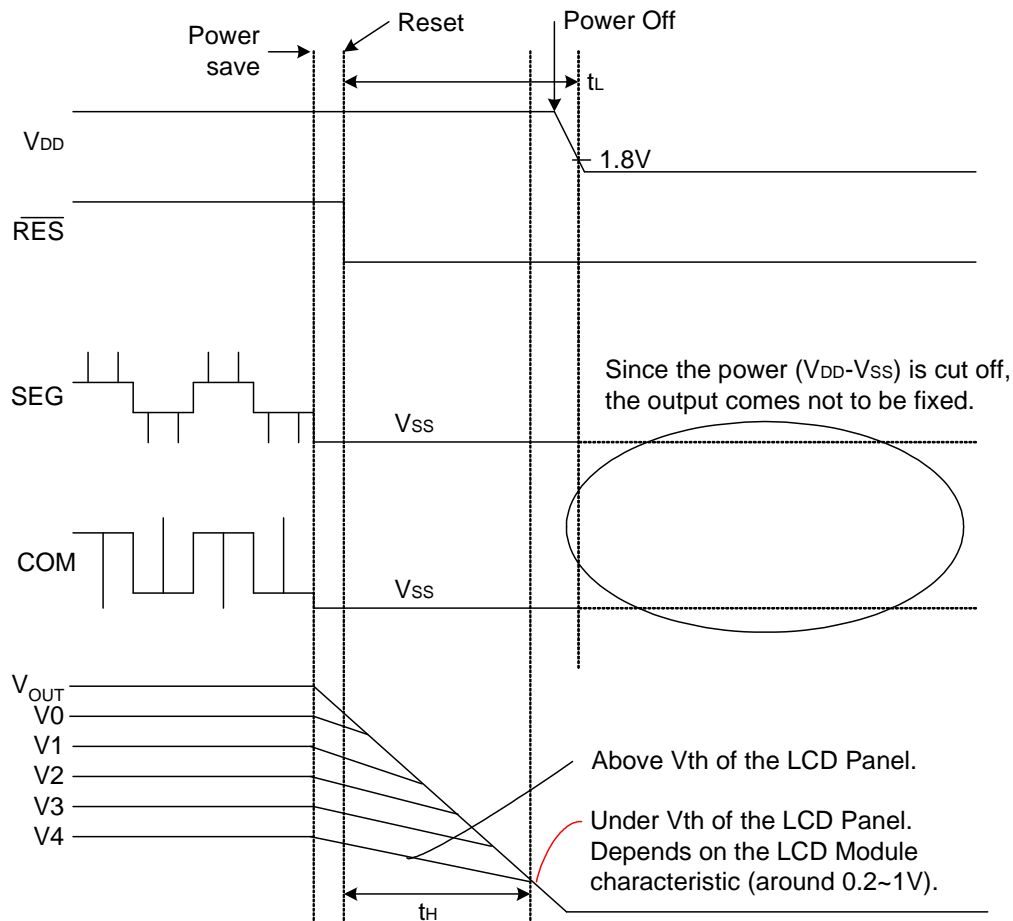 Power save
Reset
Power Off
tL
VDD
1.8V
RES
SEG
Since the power (VDD-VSS) is cut off,
the output comes not to be fixed.
VSS
COM
VSS
VOUT
V0
V1
V2
V3
V4
Above Vth of the LCD Panel.
Under Vth of the LCD Panel.
Depends on the LCD Module
characteristic (around 0.2~1V).
tH